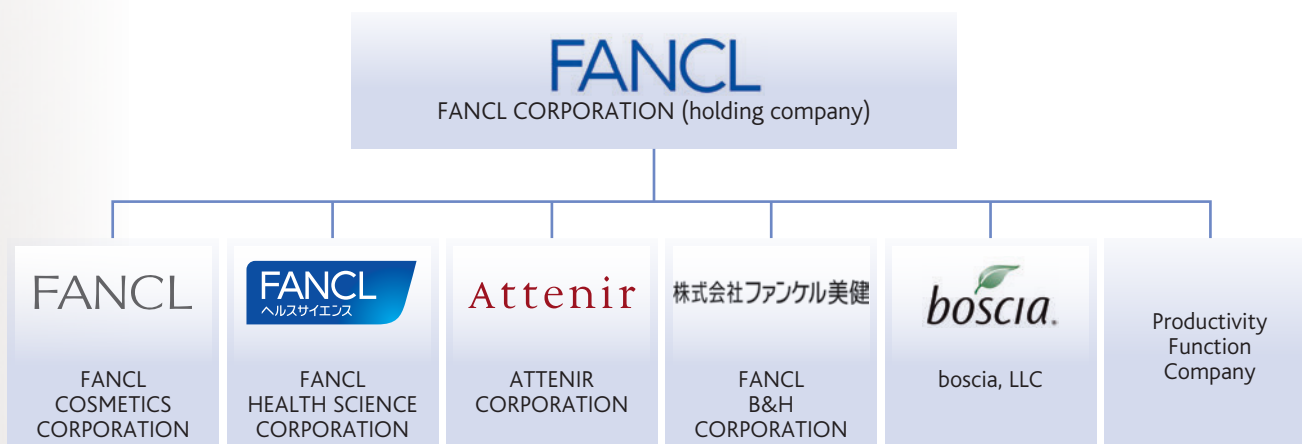 FANCL
FANCL CORPORATION (holding company)
FANCL
FANCL
COSMETICS
CORPORATION
FANCL
ヘルスサイエンス
FANCL
HEALTH SCIENCE
CORPORATION
Attenir
ATTENIR
CORPORATION
株式会社ファンケル美健
FANCL
B&H
CORPORATION
boscia.
boscia, LLC
Productivity
Function
Company